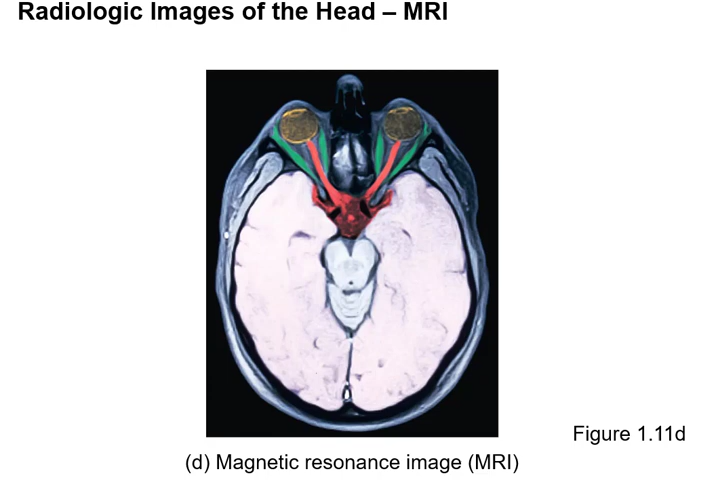 Radiologic Images of the Head – MRI
Figure 1.11d
(d) Magnetic resonance image (MRI)